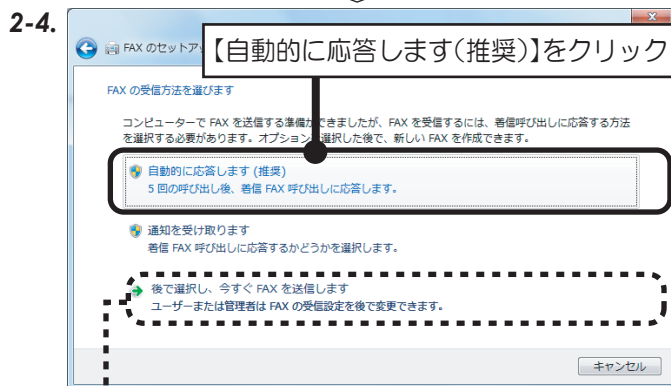 2-4.
FAX のセットアッ
【自動的に応答します(推奨)】をクリック
FAX の受信方法を選びます
コンピューターで FAX を送信する準備ができましたが、FAX を受信するには、着信呼び出しに応答する方法
を選択する必要があります。オプション 選択した後で、新しい FAX を作成できます。
自動的に応答します (推奨)
5 回の呼び出し後、着信 FAX 呼び出しに応答します。
通知を受け取ります
着信 FAX 呼び出しに応答するかどうかを選択します。
後で選択し、今すぐ FAX を送信します
ユーザーまたは管理者は FAX の受信設定を後で変更できます。
キャンセル